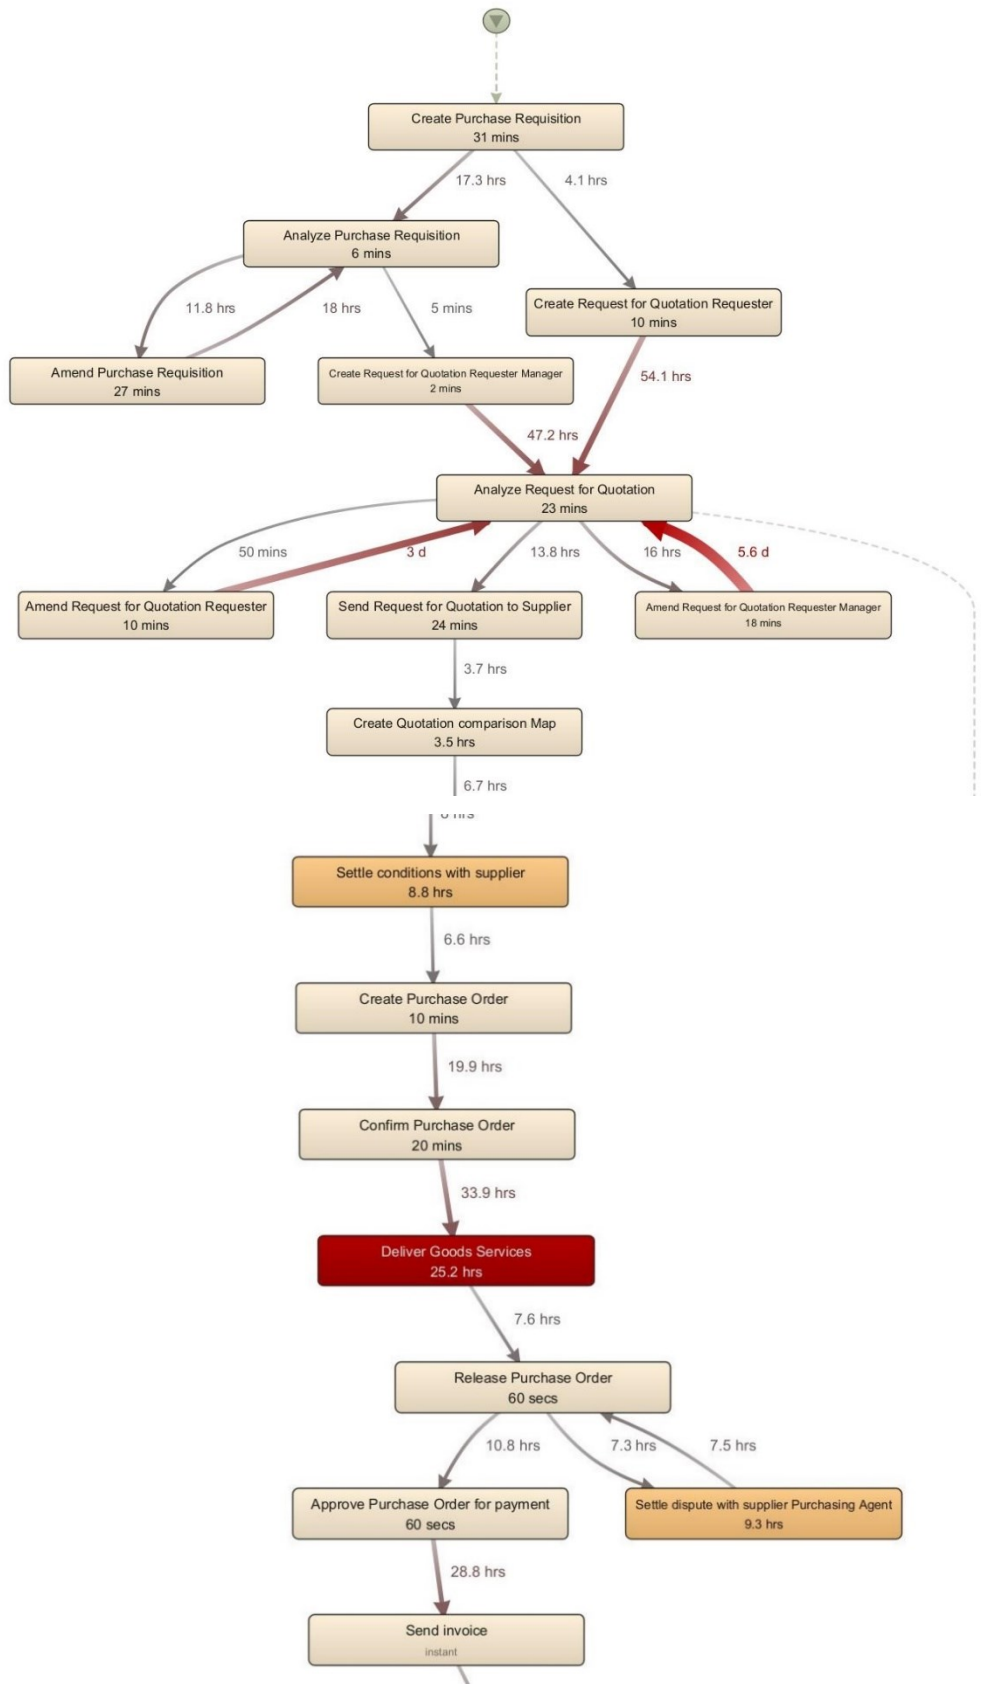 Create Purchase Requisition
31 mins
17.3 hrs
4.1 hrs
Analyze Purchase Requisition
6 mins
11.8 hrs
18 hrs
5 mins
Create Request for Quotation Requester
10 mins
Amend Purchase Requisition
27 mins
Create Request for Quotation Requester Manager
2 mins
54.1 hrs
47.2 hrs
Analyze Request for Quotation
23 mins
50 mins
3 d
13.8 hrs
16 hrs
5.6 d
Amend Request for Quotation Requester
10 mins
Send Request for Quotation to Supplier
24 mins
Amend Request for Quotation Requester Manager
18 mins
3.7 hrs
Create Quotation comparison Map
3.5 hrs
6.7 hrs
hrs
Settle conditions with supplier
8.8 hrs
6.6 hrs
Create Purchase Order
10 mins
19.9 hrs
Confirm Purchase Order
20 mins
33.9 hrs
Deliver Goods Services
25.2 hrs
7.6 hrs
Release Purchase Order
60 secs
10.8 hrs
7.3 hrs
7.5 hrs
Approve Purchase Order for payment
60 secs
Settle dispute with supplier Purchasing Agent
9.3 hrs
28.8 hrs
Send invoice
instant